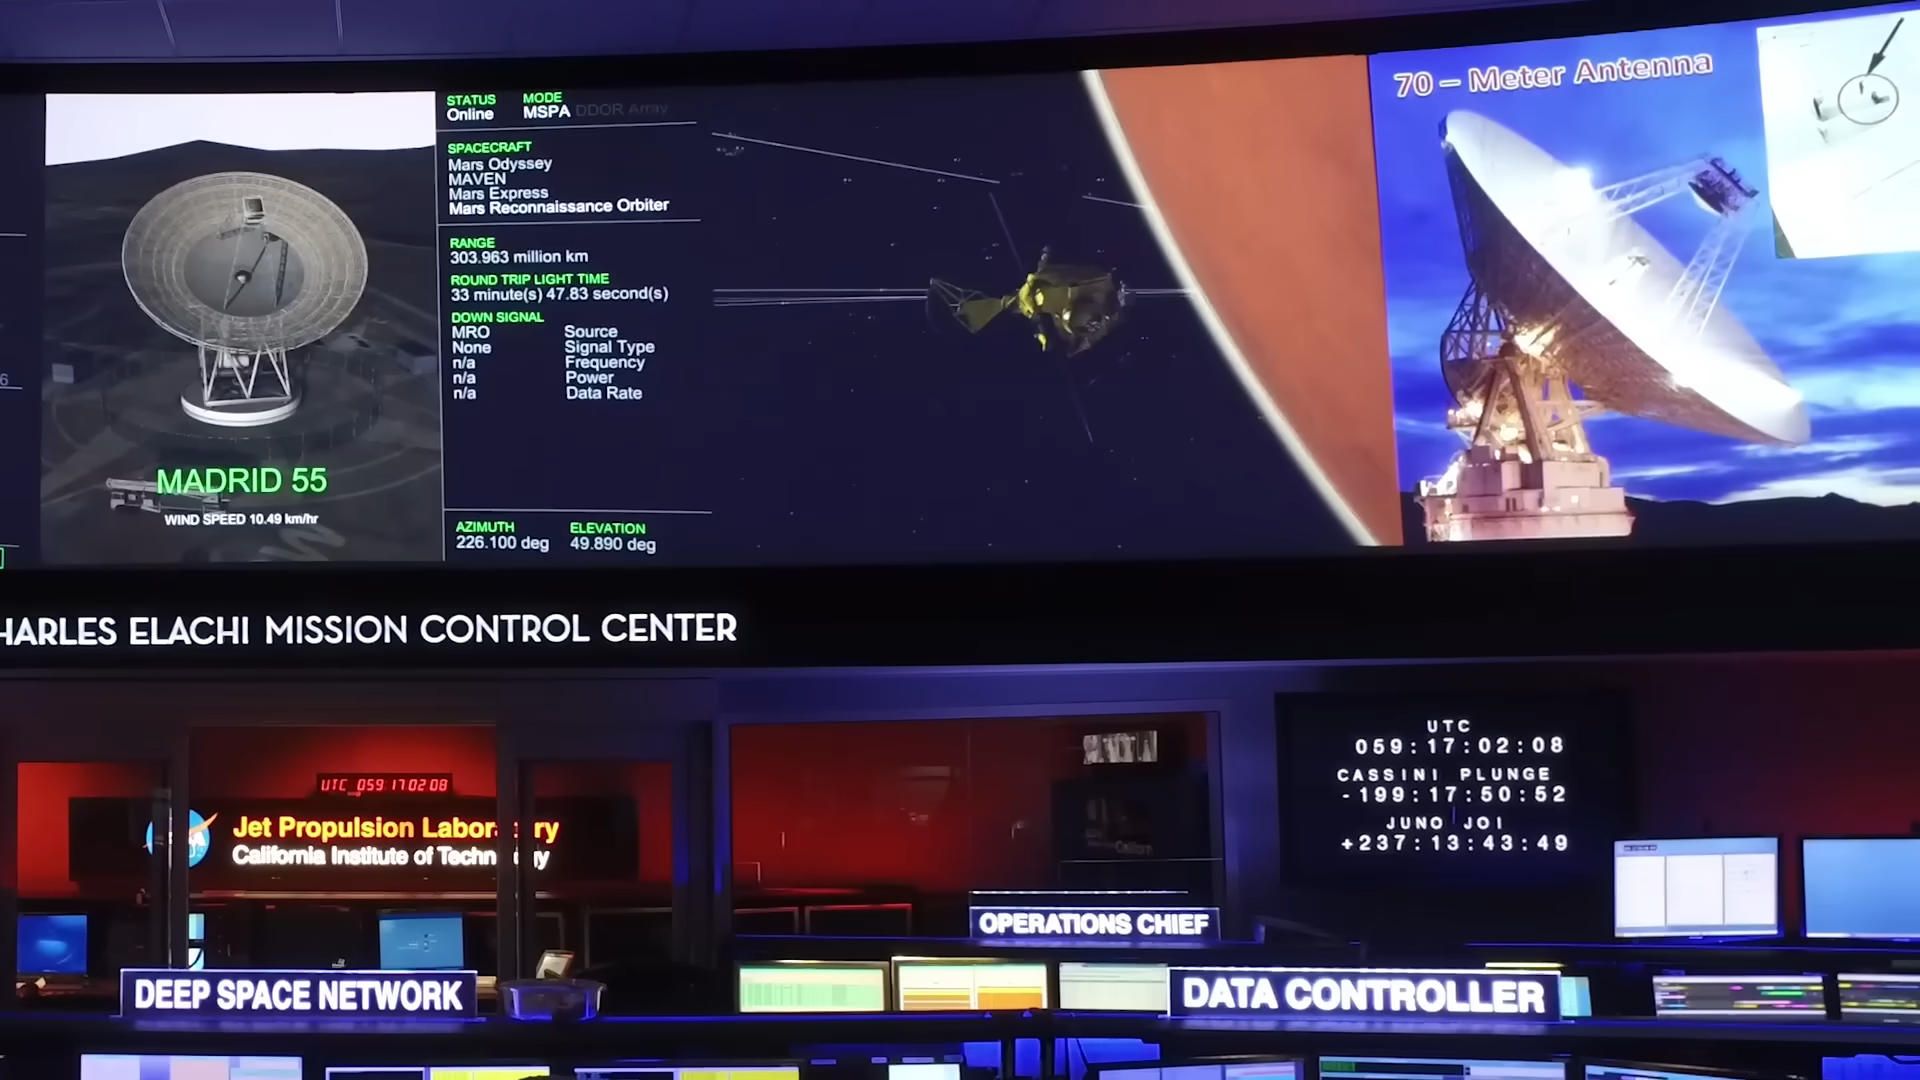 70 – Meter Antenna
STATUS MODE
Online MSPA DDOR Array
SPACECRAFT
Mars Odyssey
MAVEN
Mars Express
Mars Reconnaissance Orbiter
RANGE
303.963 million km
ROUND TRIP LIGHT TIME
33 minute(s) 47.83 second(s)
DOWN SIGNAL
MRO Source
None Signal Type
n/a Frequency
n/a Power
n/a Data Rate
6
MADRID 55
WIND SPEED 10.49 km/hr
AZIMUTH ELEVATION
226.100 deg 49.890 deg
HARLES ELACHI MISSION CONTROL CENTER
UTC
059:17:02:08
CASSINI PLUNGE
-199:17:50:52
JUNO JOI
+237:13:43:49
UTC 059:17:02:08
Jet Propulsion Labor ry
California Institute of Techn gy
OPERATIONS CHIEF
DEEP SPACE NETWORK
DATA CONTROLLER